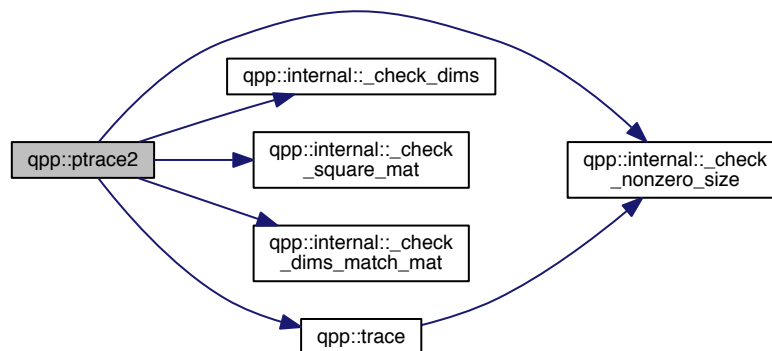 qpp::ptrace2
qpp::internal::_check_dims
qpp::internal::_check
_square_mat
qpp::internal::_check
_dims_match_mat
qpp::trace
qpp::internal::_check
_nonzero_size